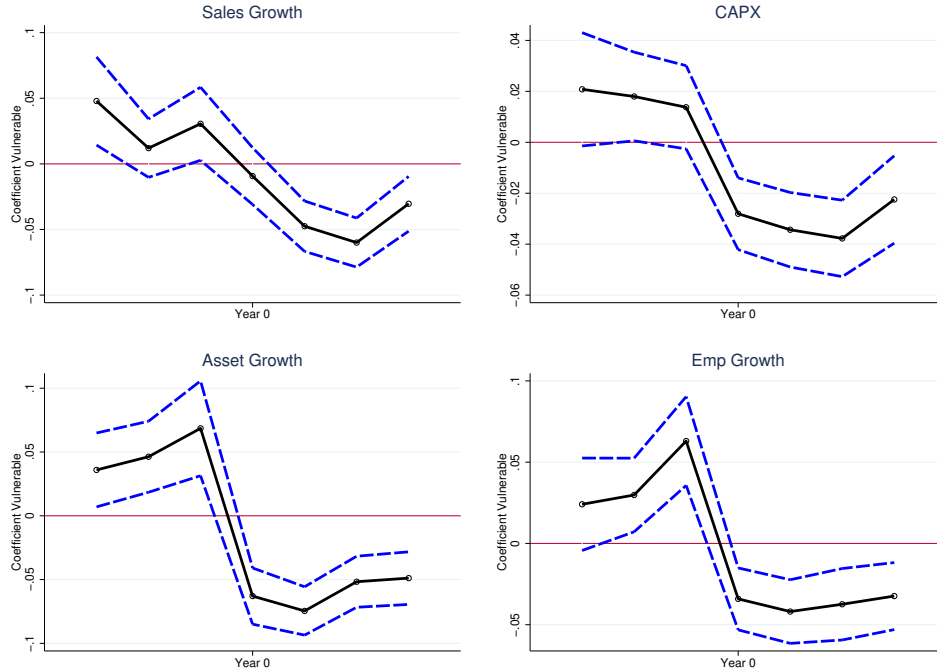 Sales Growth
Coefficient Vulnerable
.1
.05
0
-.05
-.1
Year 0
CAPX
Coefficient Vulnerable
.04
.02
0
-.02
-.04
-.06
Year 0
Asset Growth
Coefficient Vulnerable
.1
.05
0
-.05
-.1
Year 0
Emp Growth
Coefficient Vulnerable
.1
.05
0
-.05
Year 0